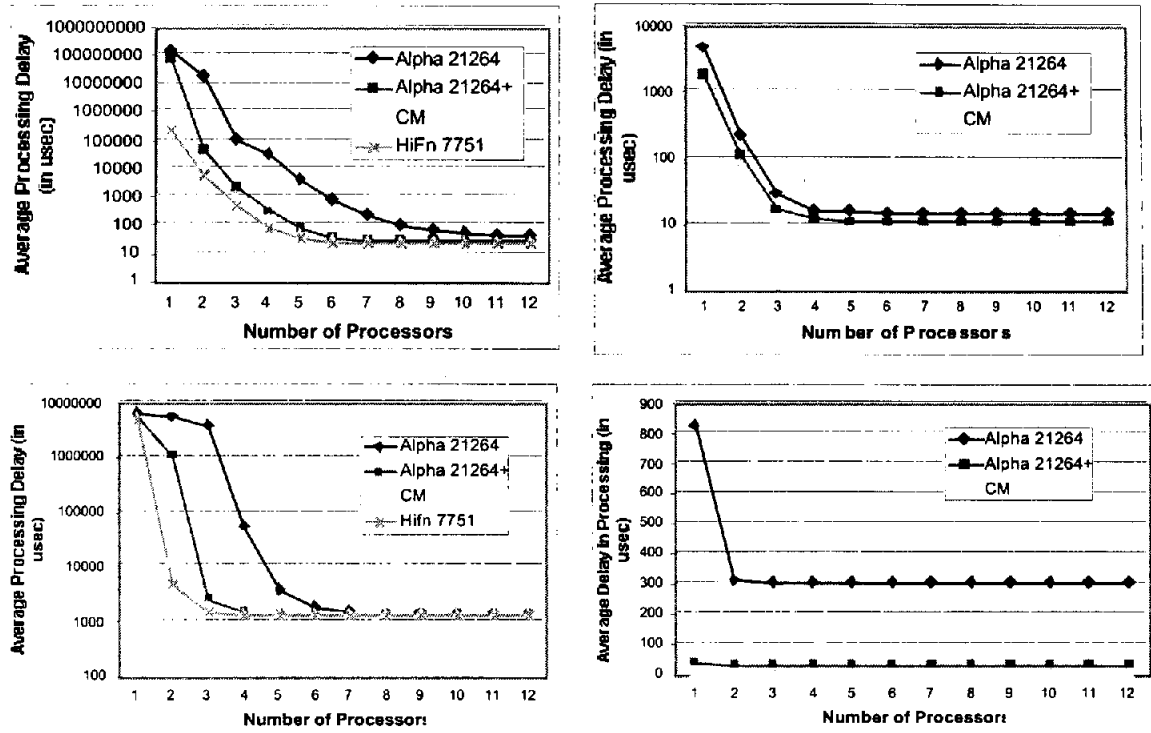 Average Processing Delay
(in usec)
1000000000
100000000
10000000
1000000
100000
10000
1000
100
10
1
Alpha 21264
Alpha 21264+
CM
HiFn 7751
1 2 3 4 5 6 7 8 9 10 11 12
Number of Processors
Average Processing Delay (in
usec)
10000
1000
100
10
1
Alpha 21264
Alpha 21264+
CM
1 2 3 4 5 6 7 8 9 10 11 12
Number of Processors
Average Processing Delay (in
usec)
10000000
1000000
100000
10000
1000
100
Alpha 21264
Alpha 21264+
CM
Hifn 7751
1 2 3 4 5 6 7 8 9 10 11 12
Number of Processors
Average Delay in Processing (in
usec)
900
800
700
600
500
400
300
200
100
0
Alpha 21264
Alpha 21264+
CM
1 2 3 4 5 6 7 8 9 10 11 12
Number of Processors